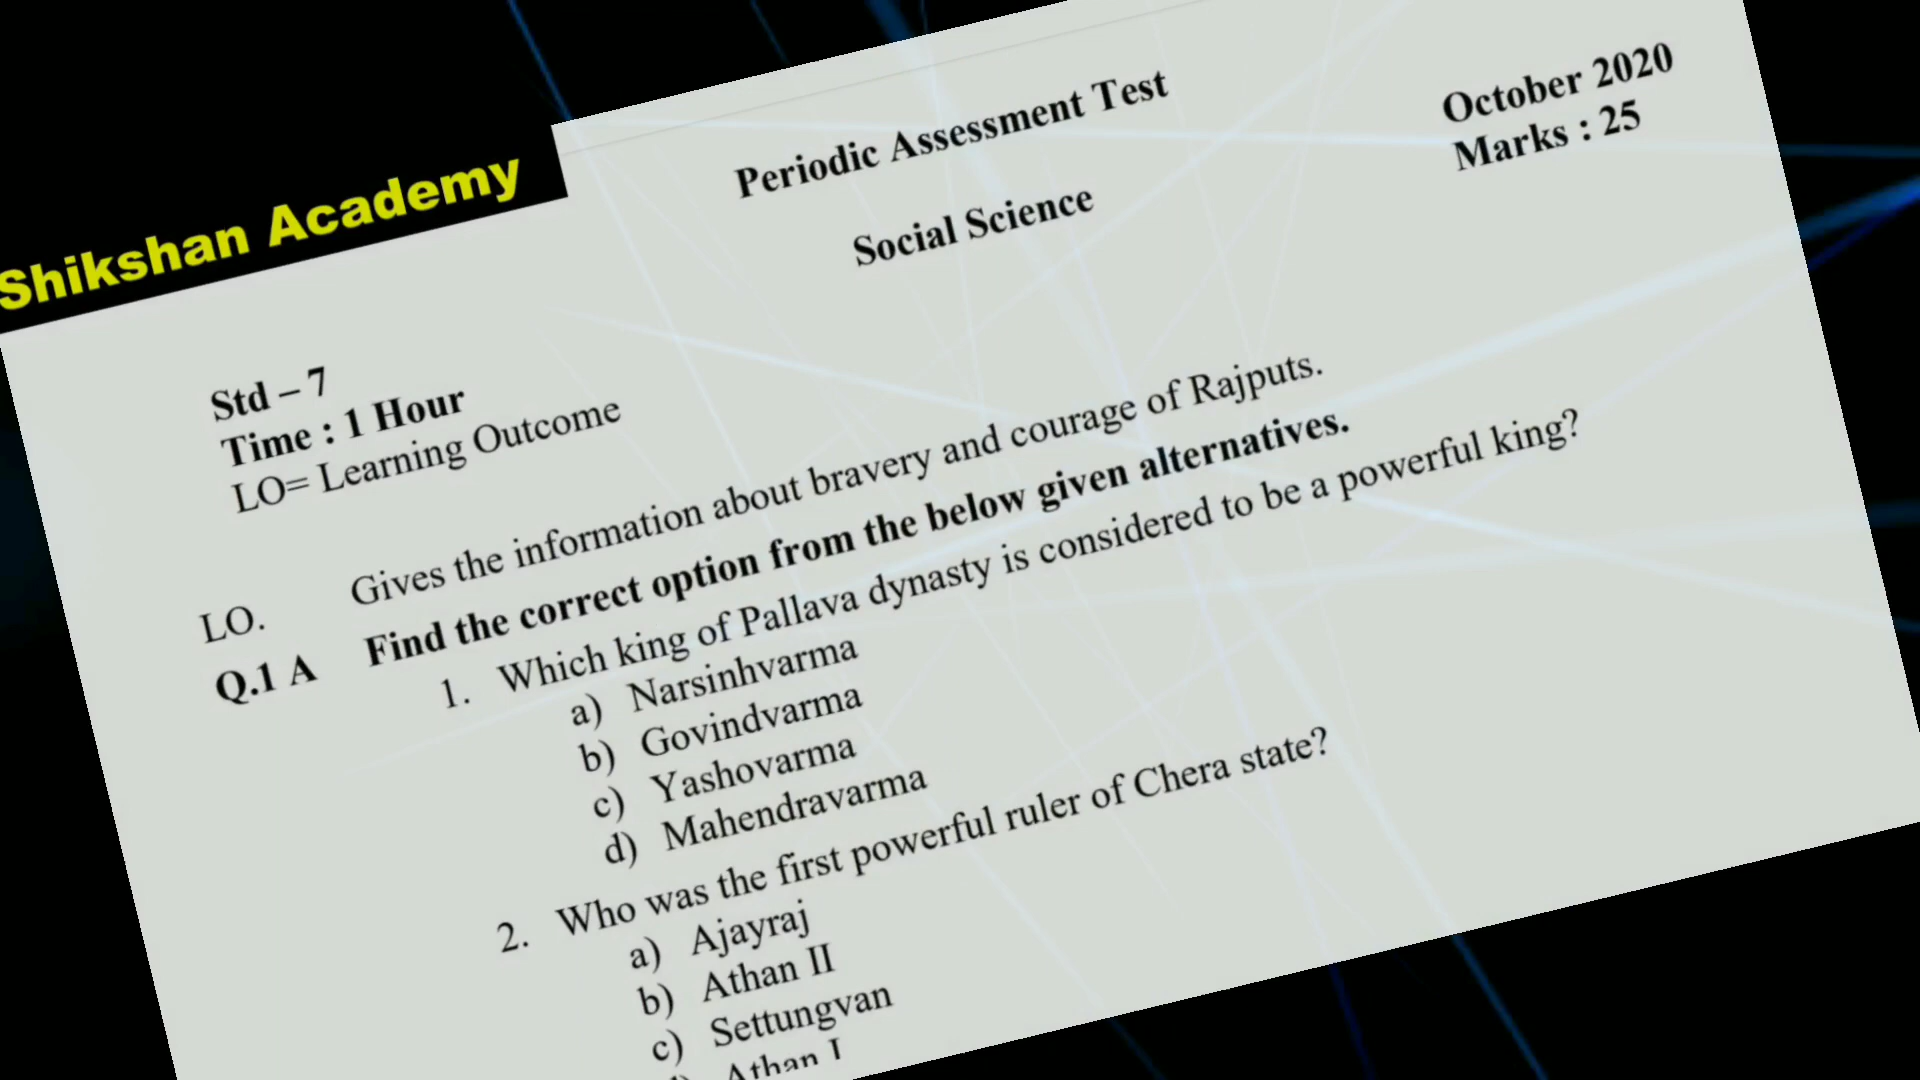 Shikshan Academy
Periodic Assessment Test
October 2020
Marks : 25
Social Science
Std – 7
Time : 1 Hour
LO= Learning Outcome
LO. Gives the information about bravery and courage of Rajputs.
Q.1 A Find the correct option from the below given alternatives.
1. Which king of Pallava dynasty is considered to be a powerful king?
a) Narsinhvarma
b) Govindvarma
c) Yashovarma
d) Mahendravarma
2. Who was the first powerful ruler of Chera state?
a) Ajayraj
b) Athan II
c) Settungvan
d) Athan I